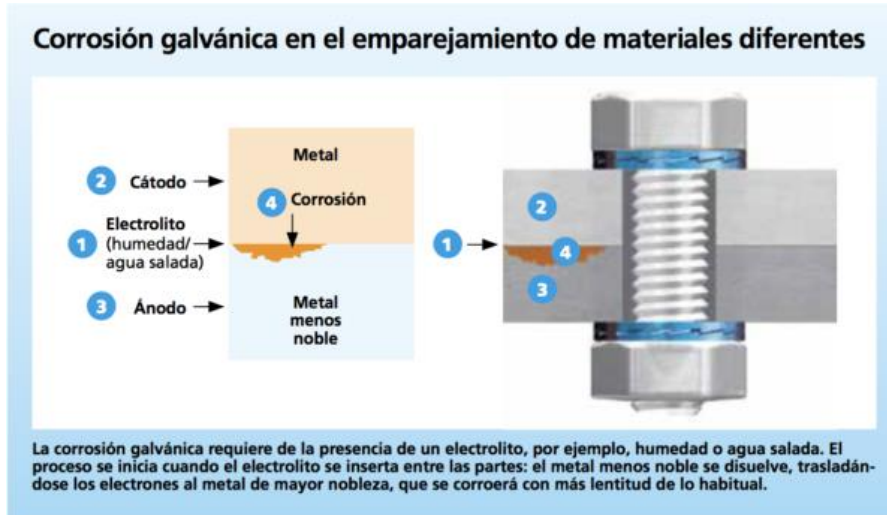 Corrosión galvánica en el emparejamiento de materiales diferentes
Metal
2 Cátodo
4 Corrosión
Electrolito
1 (humedad/
agua salada)
3 Ánodo
Metal
menos
noble
2
1
4
3
La corrosión galvánica requiere de la presencia de un electrolito, por ejemplo, humedad o agua salada. El
proceso se inicia cuando el electrolito se inserta entre las partes: el metal menos noble se disuelve, trasladán-
dose los electrones al metal de mayor nobleza, que se corroerá con más lentitud de lo habitual.